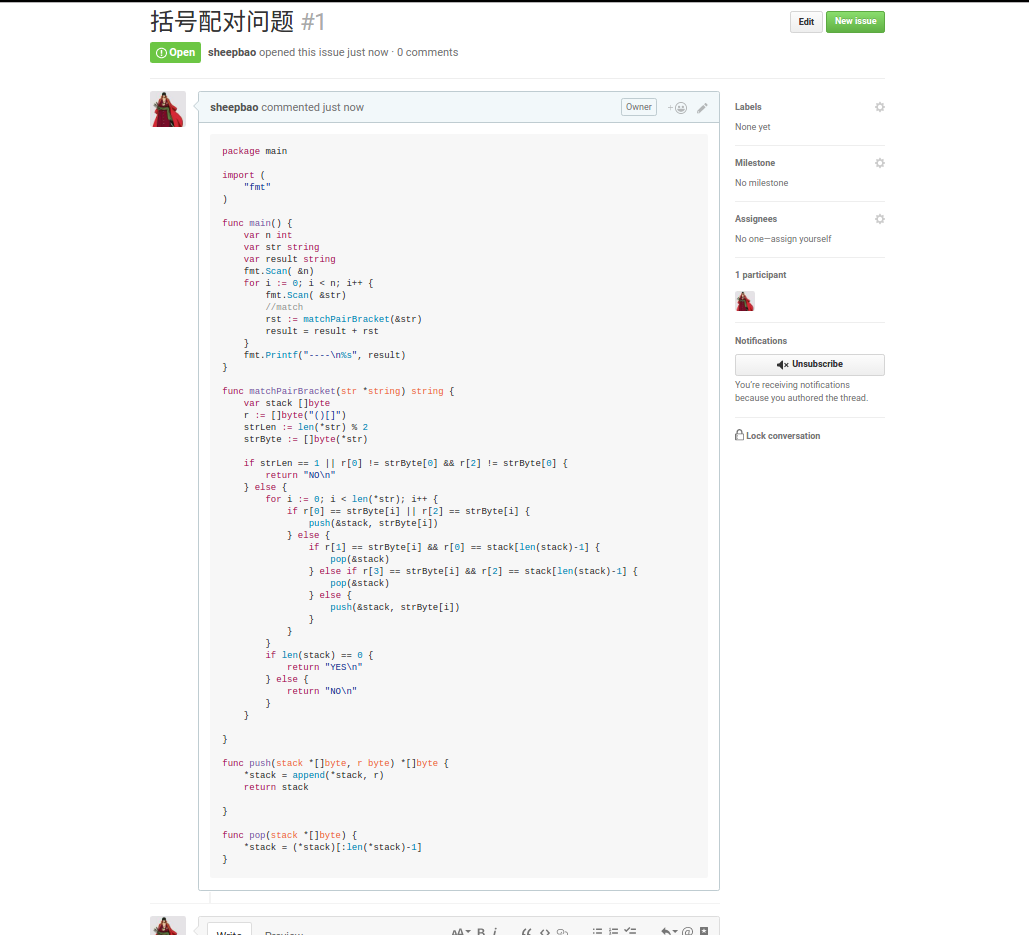 括号配对问题 #1
Edit
New issue
Open
sheepbao opened this issue just now · 0 comments
sheepbao commented just now
Owner
package main
import (
"fmt"
)
func main() {
var n int
var str string
var result string
fmt.Scan( &n)
for i := 0; i < n; i++ {
fmt.Scan( &str)
//match
rst := matchPairBracket(&str)
result = result + rst
}
fmt.Printf("----\n%s", result)
}
func matchPairBracket(str *string) string {
var stack []byte
r := []byte("()[]")
strLen := len(*str) % 2
strByte := []byte(*str)
if strLen == 1 || r[0] != strByte[0] && r[2] != strByte[0] {
return "NO\n"
} else {
for i := 0; i < len(*str); i++ {
if r[0] == strByte[i] || r[2] == strByte[i] {
push(&stack, strByte[i])
} else {
if r[1] == strByte[i] && r[0] == stack[len(stack)-1] {
pop(&stack)
} else if r[3] == strByte[i] && r[2] == stack[len(stack)-1] {
pop(&stack)
} else {
push(&stack, strByte[i])
}
}
}
if len(stack) == 0 {
return "YES\n"
} else {
return "NO\n"
}
}
}
func push(stack *[]byte, r byte) *[]byte {
*stack = append(*stack, r)
return stack
}
func pop(stack *[]byte) {
*stack = (*stack)[:len(*stack)-1]
}
Labels
None yet
Milestone
No milestone
Assignees
No one—assign yourself
1 participant
Notifications
Unsubscribe
You're receiving notifications
because you authored the thread.
Lock conversation
Write
Preview
AA B i